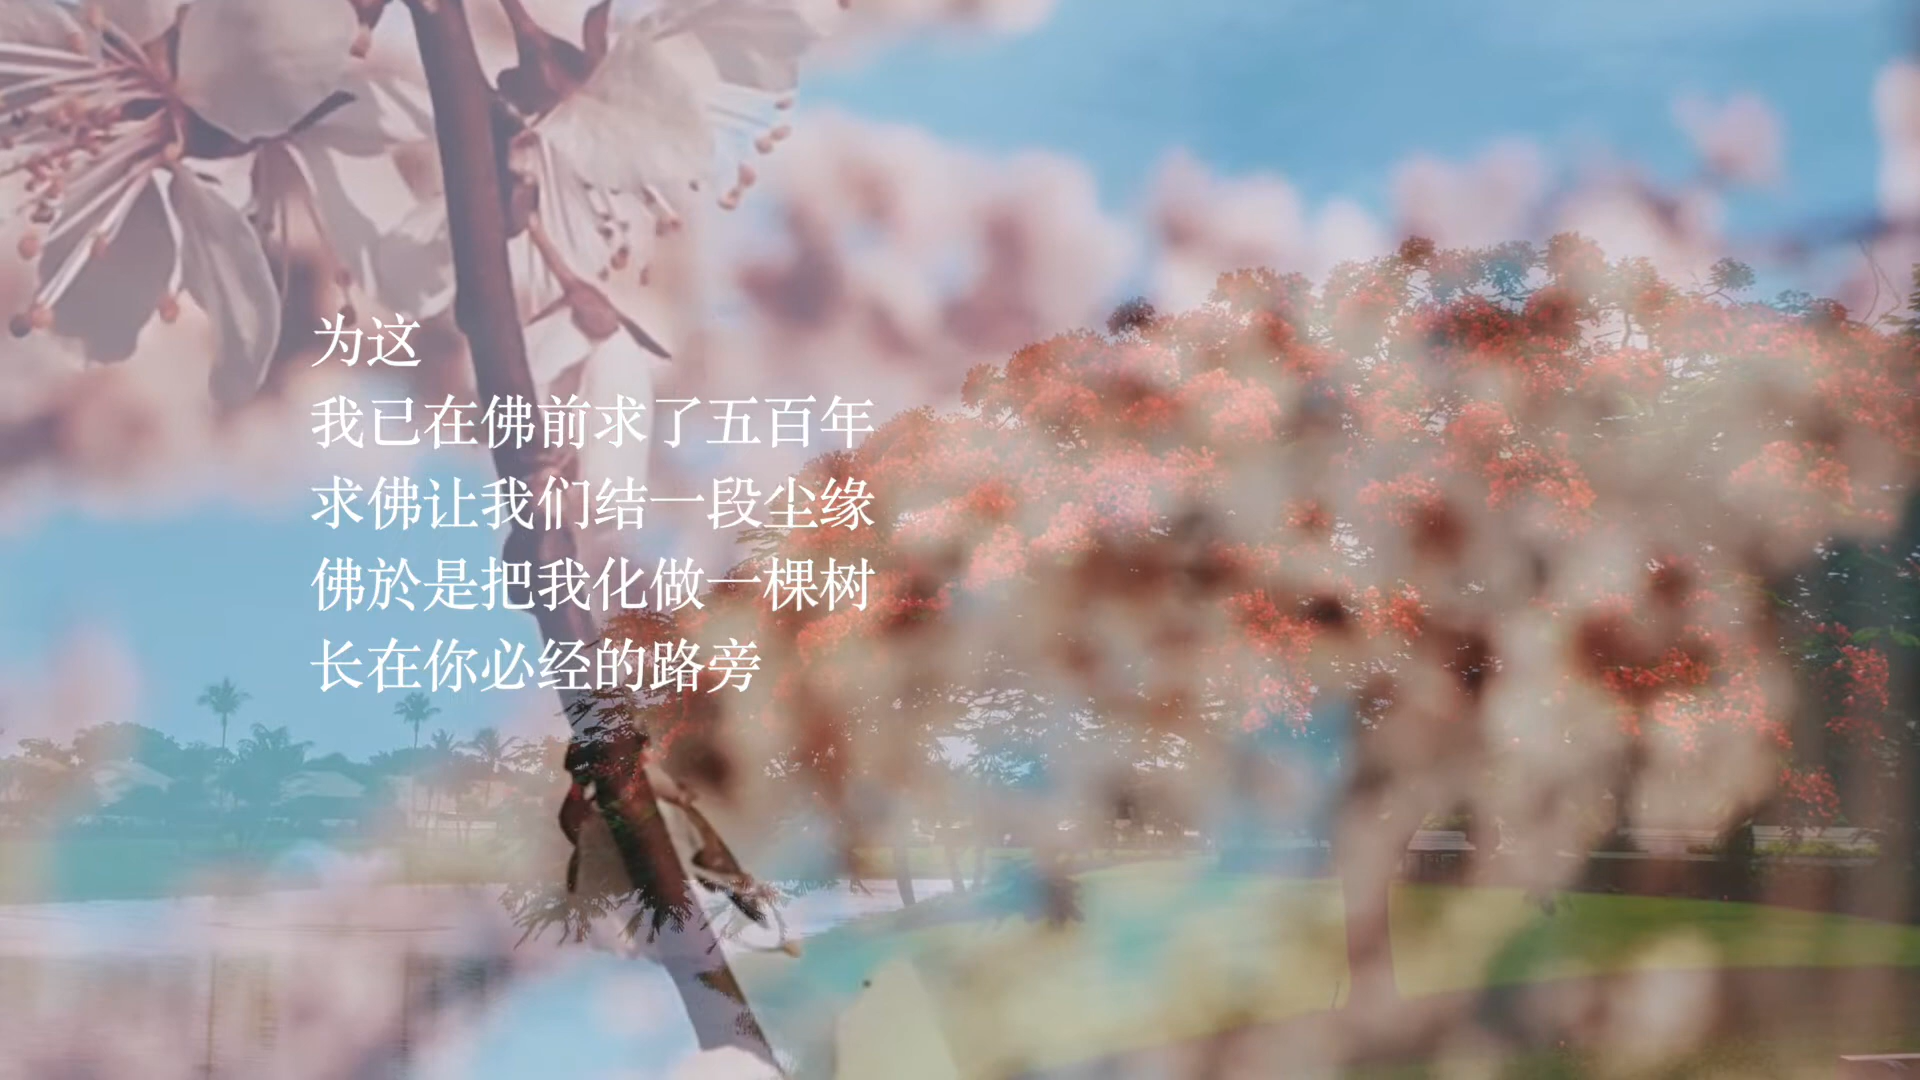 为这
我已在佛前求了五百年
求佛让我们结一段尘缘
佛於是把我化做一棵树
长在你必经的路旁